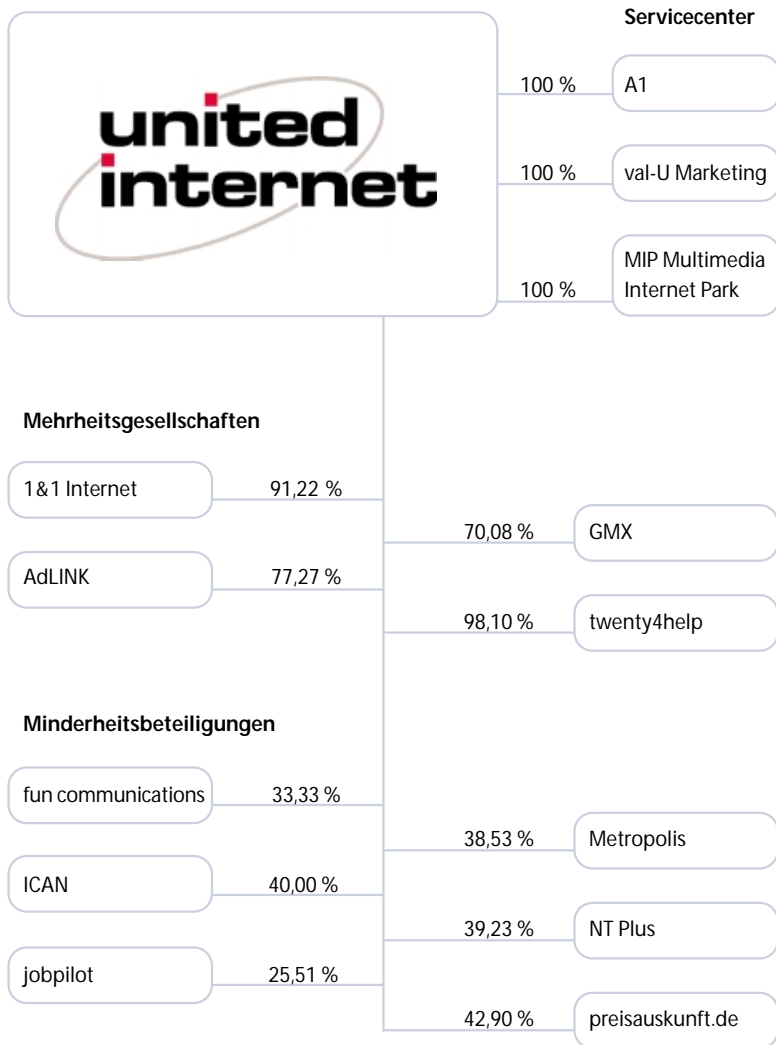 Servicecenter
united
internet
100 % A1
100 % val-U Marketing
100 % MIP Multimedia
Internet Park
Mehrheitsgesellschaften
1&1 Internet 91,22 %
70,08 % GMX
AdLINK 77,27 %
98,10 % twenty4help
Minderheitsbeteiligungen
fun communications 33,33 %
38,53 % Metropolis
ICAN 40,00 %
39,23 % NT Plus
jobpilot 25,51 %
42,90 % preisauskunft.de